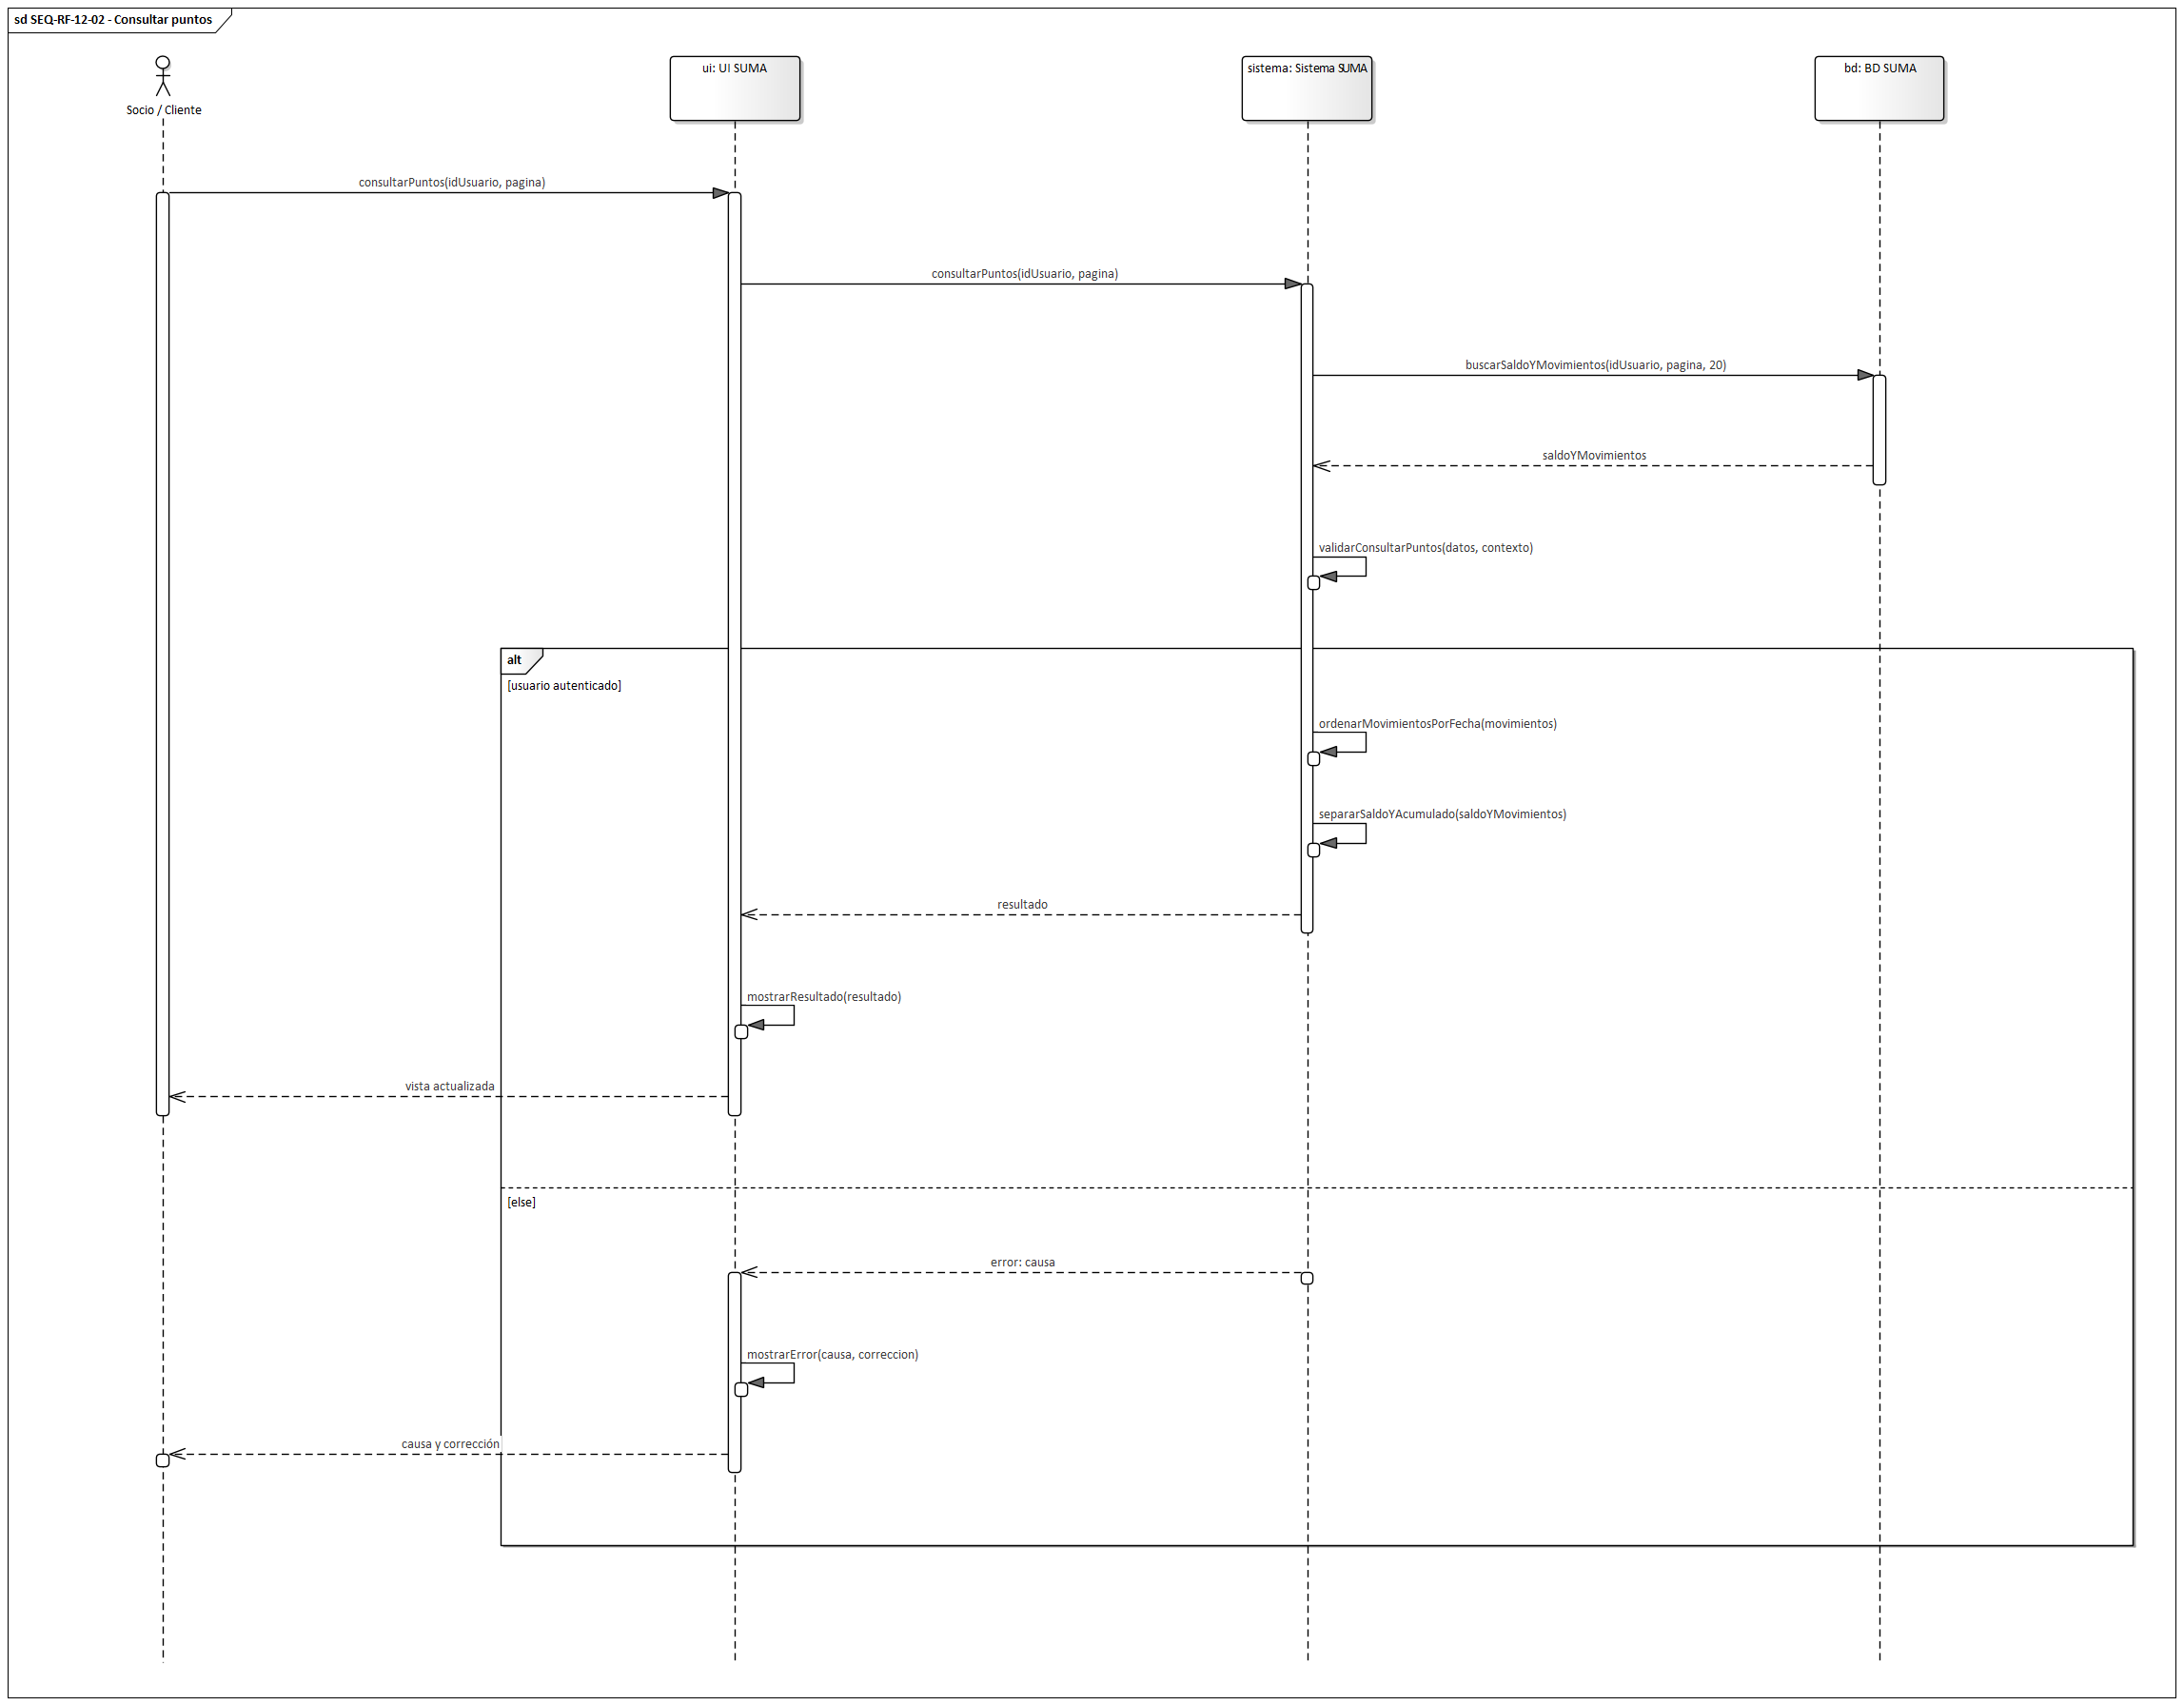 sd SEQ-RF-12-02 - Consultar puntos
Socio / Cliente
ui: UI SUMA
sistema: Sistema SUMA
bd: BD SUMA
consultarPuntos(idUsuario, pagina)
consultarPuntos(idUsuario, pagina)
buscarSaldoYMovimientos(idUsuario, pagina, 20)
saldoYMovimientos
validarConsultarPuntos(datos, contexto)
alt
[usuario autenticado]
ordenarMovimientosPorFecha(movimientos)
separarSaldoYAcumulado(saldoYMovimientos)
resultado
mostrarResultado(resultado)
vista actualizada
[else]
error: causa
mostrarError(causa, correccion)
causa y corrección